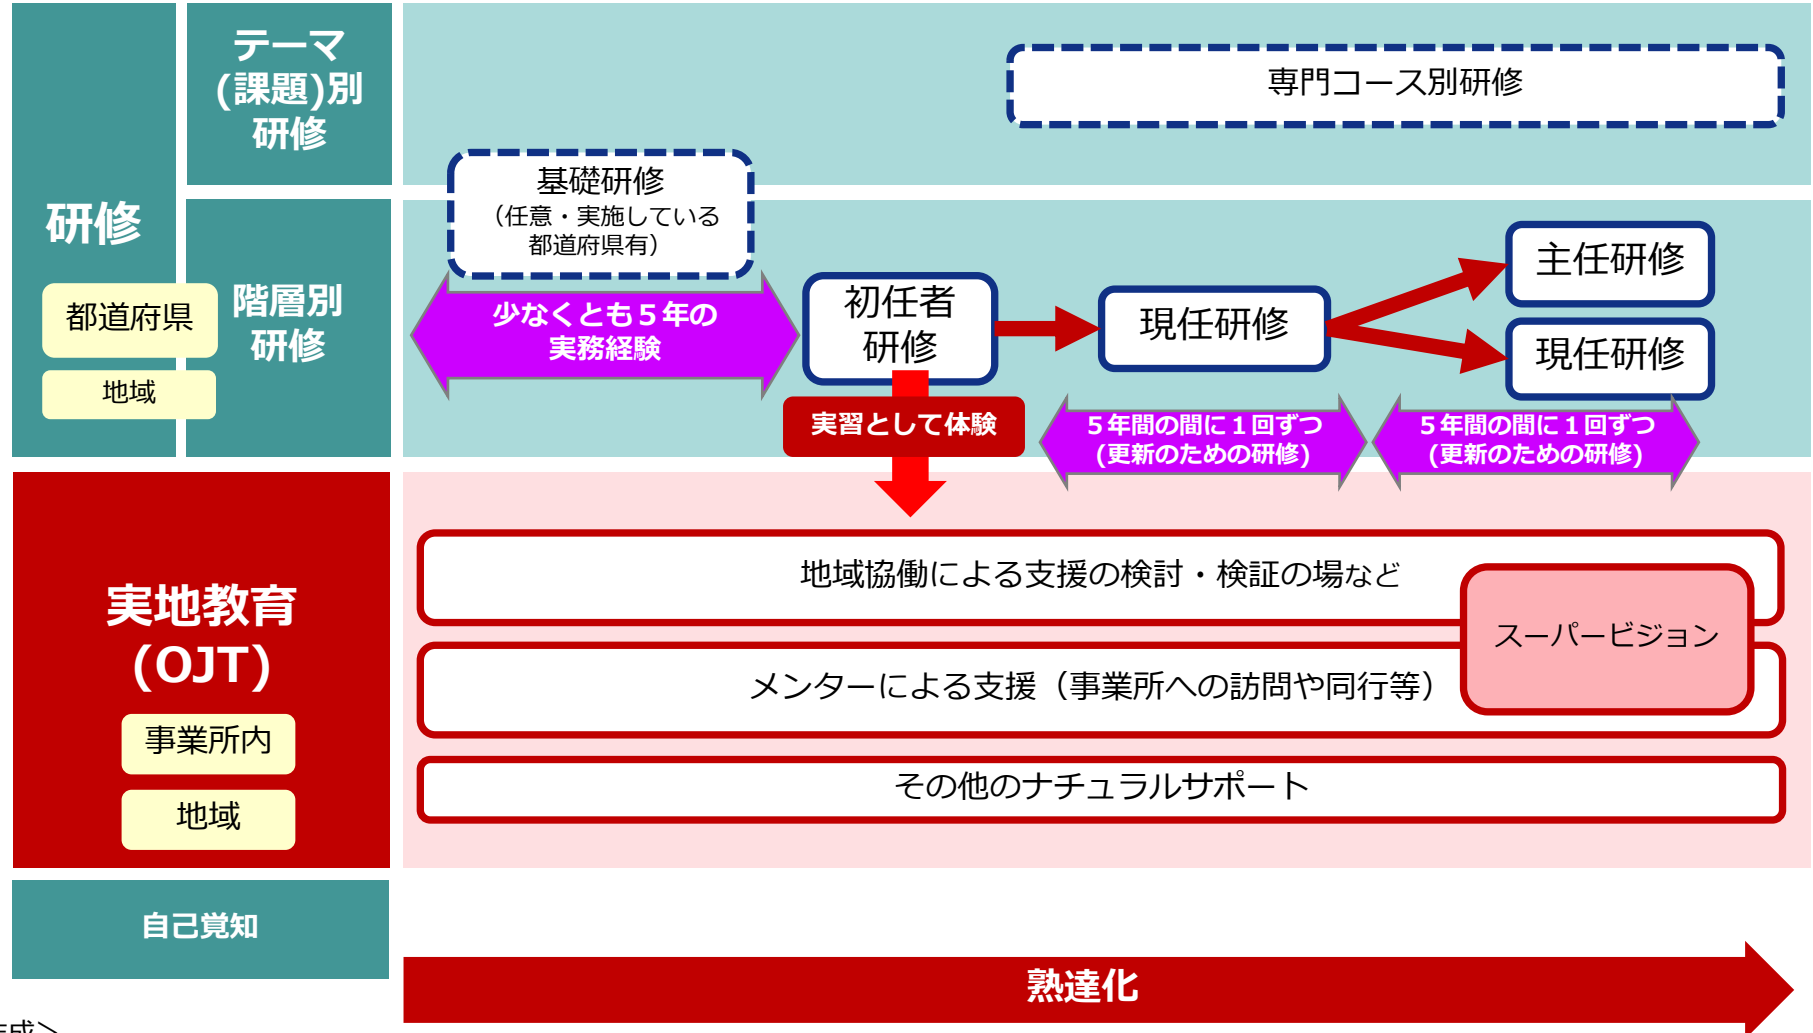 研修
都道府県
地域
テーマ
(課題)別
研修
専門コース別研修
階層別
研修
基礎研修
（任意・実施している
都道府県有）
少なくとも５年の
実務経験
初任者
研修
現任研修
主任研修
現任研修
実習として体験
５年間の間に１回ずつ
(更新のための研修)
５年間の間に１回ずつ
(更新のための研修)
実地教育
(OJT)
事業所内
地域
地域協働による支援の検討・検証の場など
メンターによる支援（事業所への訪問や同行等）
スーパービジョン
その他のナチュラルサポート
自己覚知
熟達化